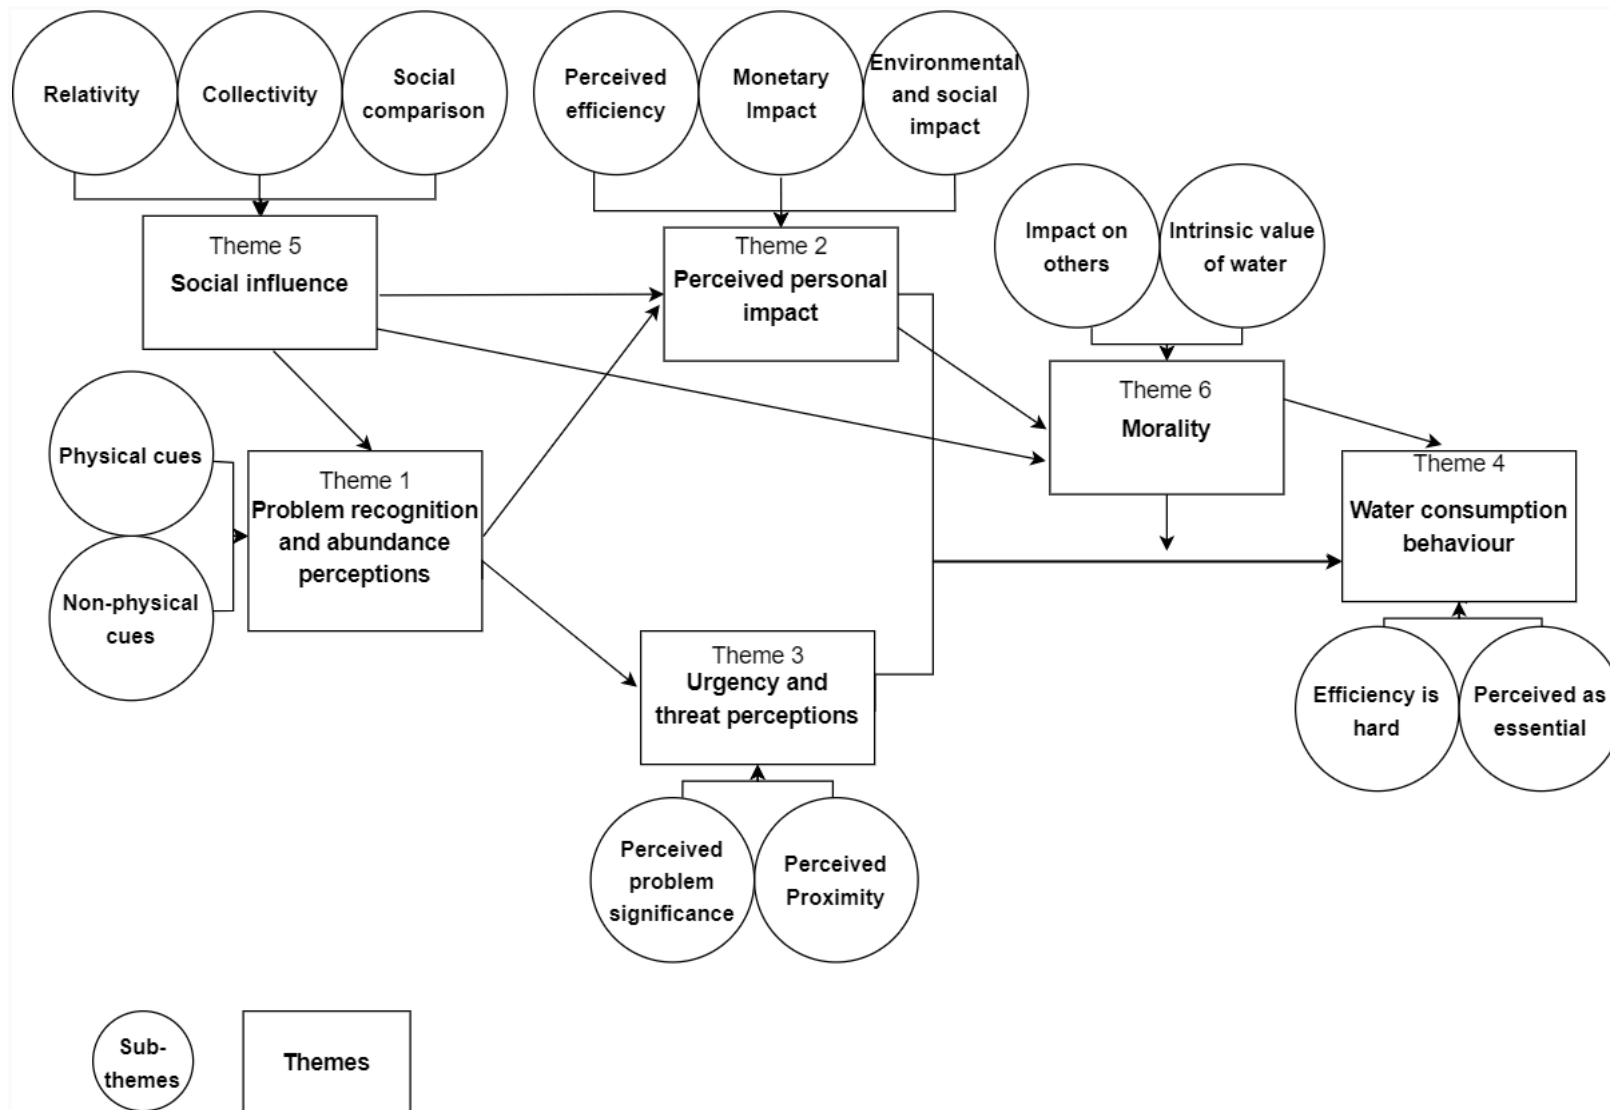 Relativity
Collectivity
Social
comparison
Perceived
efficiency
Monetary
Impact
Environmental
and social
impact
Impact on
others
Intrinsic value
of water
Theme 5
Social influence
Theme 2
Perceived personal
impact
Theme 6
Morality
Physical cues
Non-physical
cues
Theme 1
Problem recognition
and abundance
perceptions
Theme 4
Water consumption
behaviour
Theme 3
Urgency and
threat perceptions
Efficiency is
hard
Perceived as
essential
Perceived
problem
significance
Perceived
Proximity
Sub-
themes
Themes